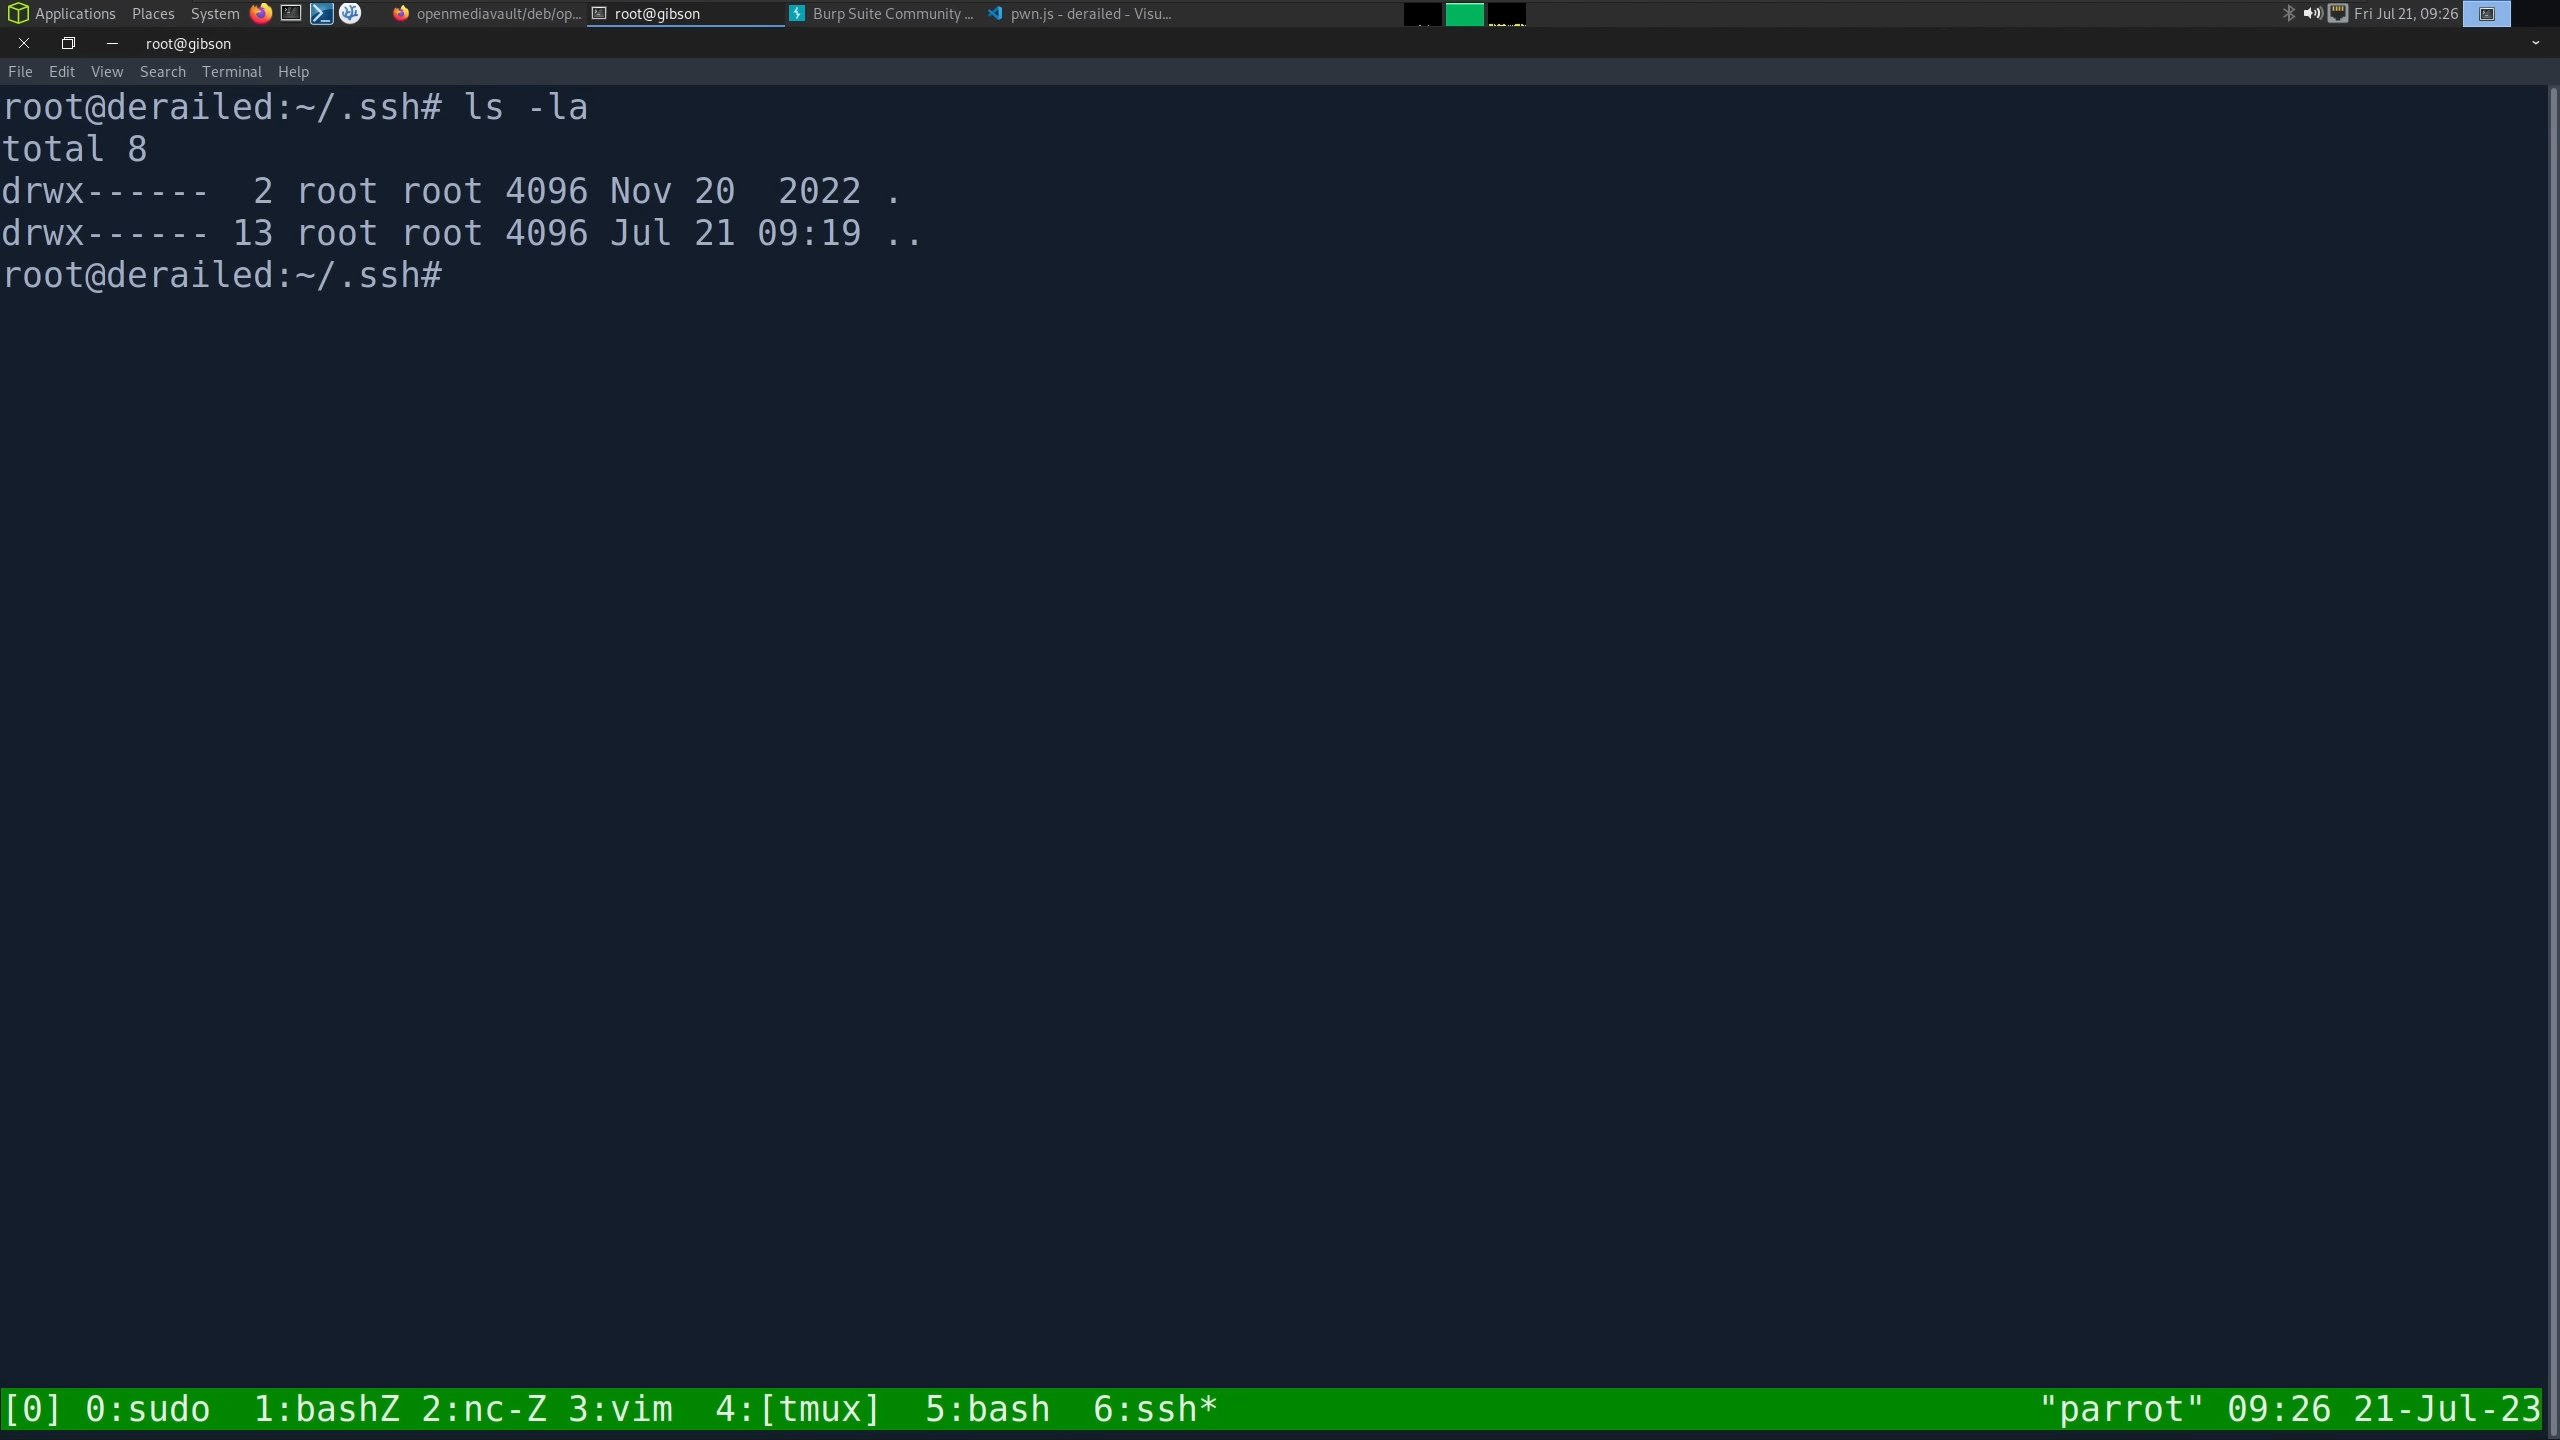 Applications Places System openmediavault/deb/op... root@gibson Burp Suite Community ... pwn.js - derailed - Visu... Fri Jul 21, 09:26
root@gibson
File Edit View Search Terminal Help
root@derailed:~/.ssh# ls -la
total 8
drwx------  2 root root 4096 Nov 20  2022 .
drwx------ 13 root root 4096 Jul 21 09:19 ..
root@derailed:~/.ssh#
[0] 0:sudo  1:bashZ 2:nc-Z 3:vim  4:[tmux]  5:bash  6:ssh* "parrot" 09:26 21-Jul-23